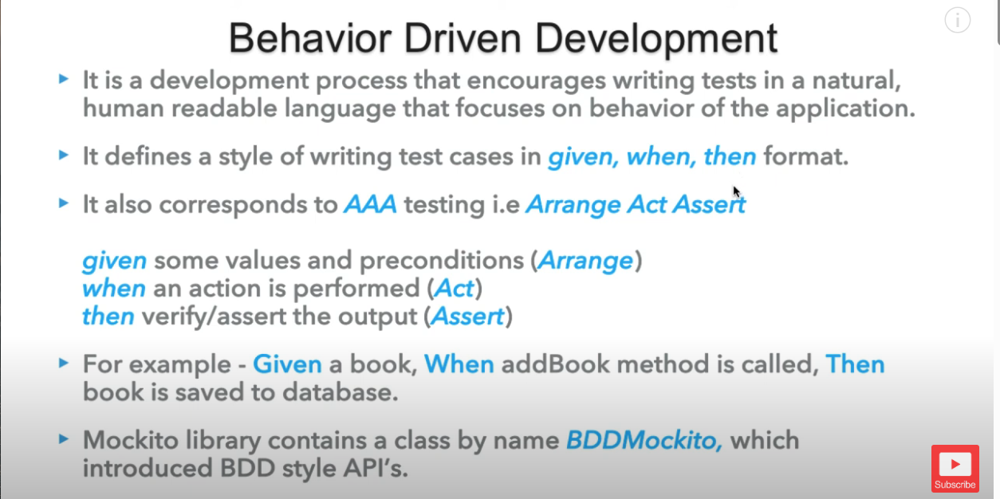 Behavior Driven Development
It is a development process that encourages writing tests in a natural,
human readable language that focuses on behavior of the application.
It defines a style of writing test cases in given, when, then format.
It also corresponds to AAA testing i.e Arrange Act Assert
given some values and preconditions (Arrange)
when an action is performed (Act)
then verify/assert the output (Assert)
For example - Given a book, When addBook method is called, Then
book is saved to database.
Mockito library contains a class by name BDDMockito, which
introduced BDD style API's.
Subscribe